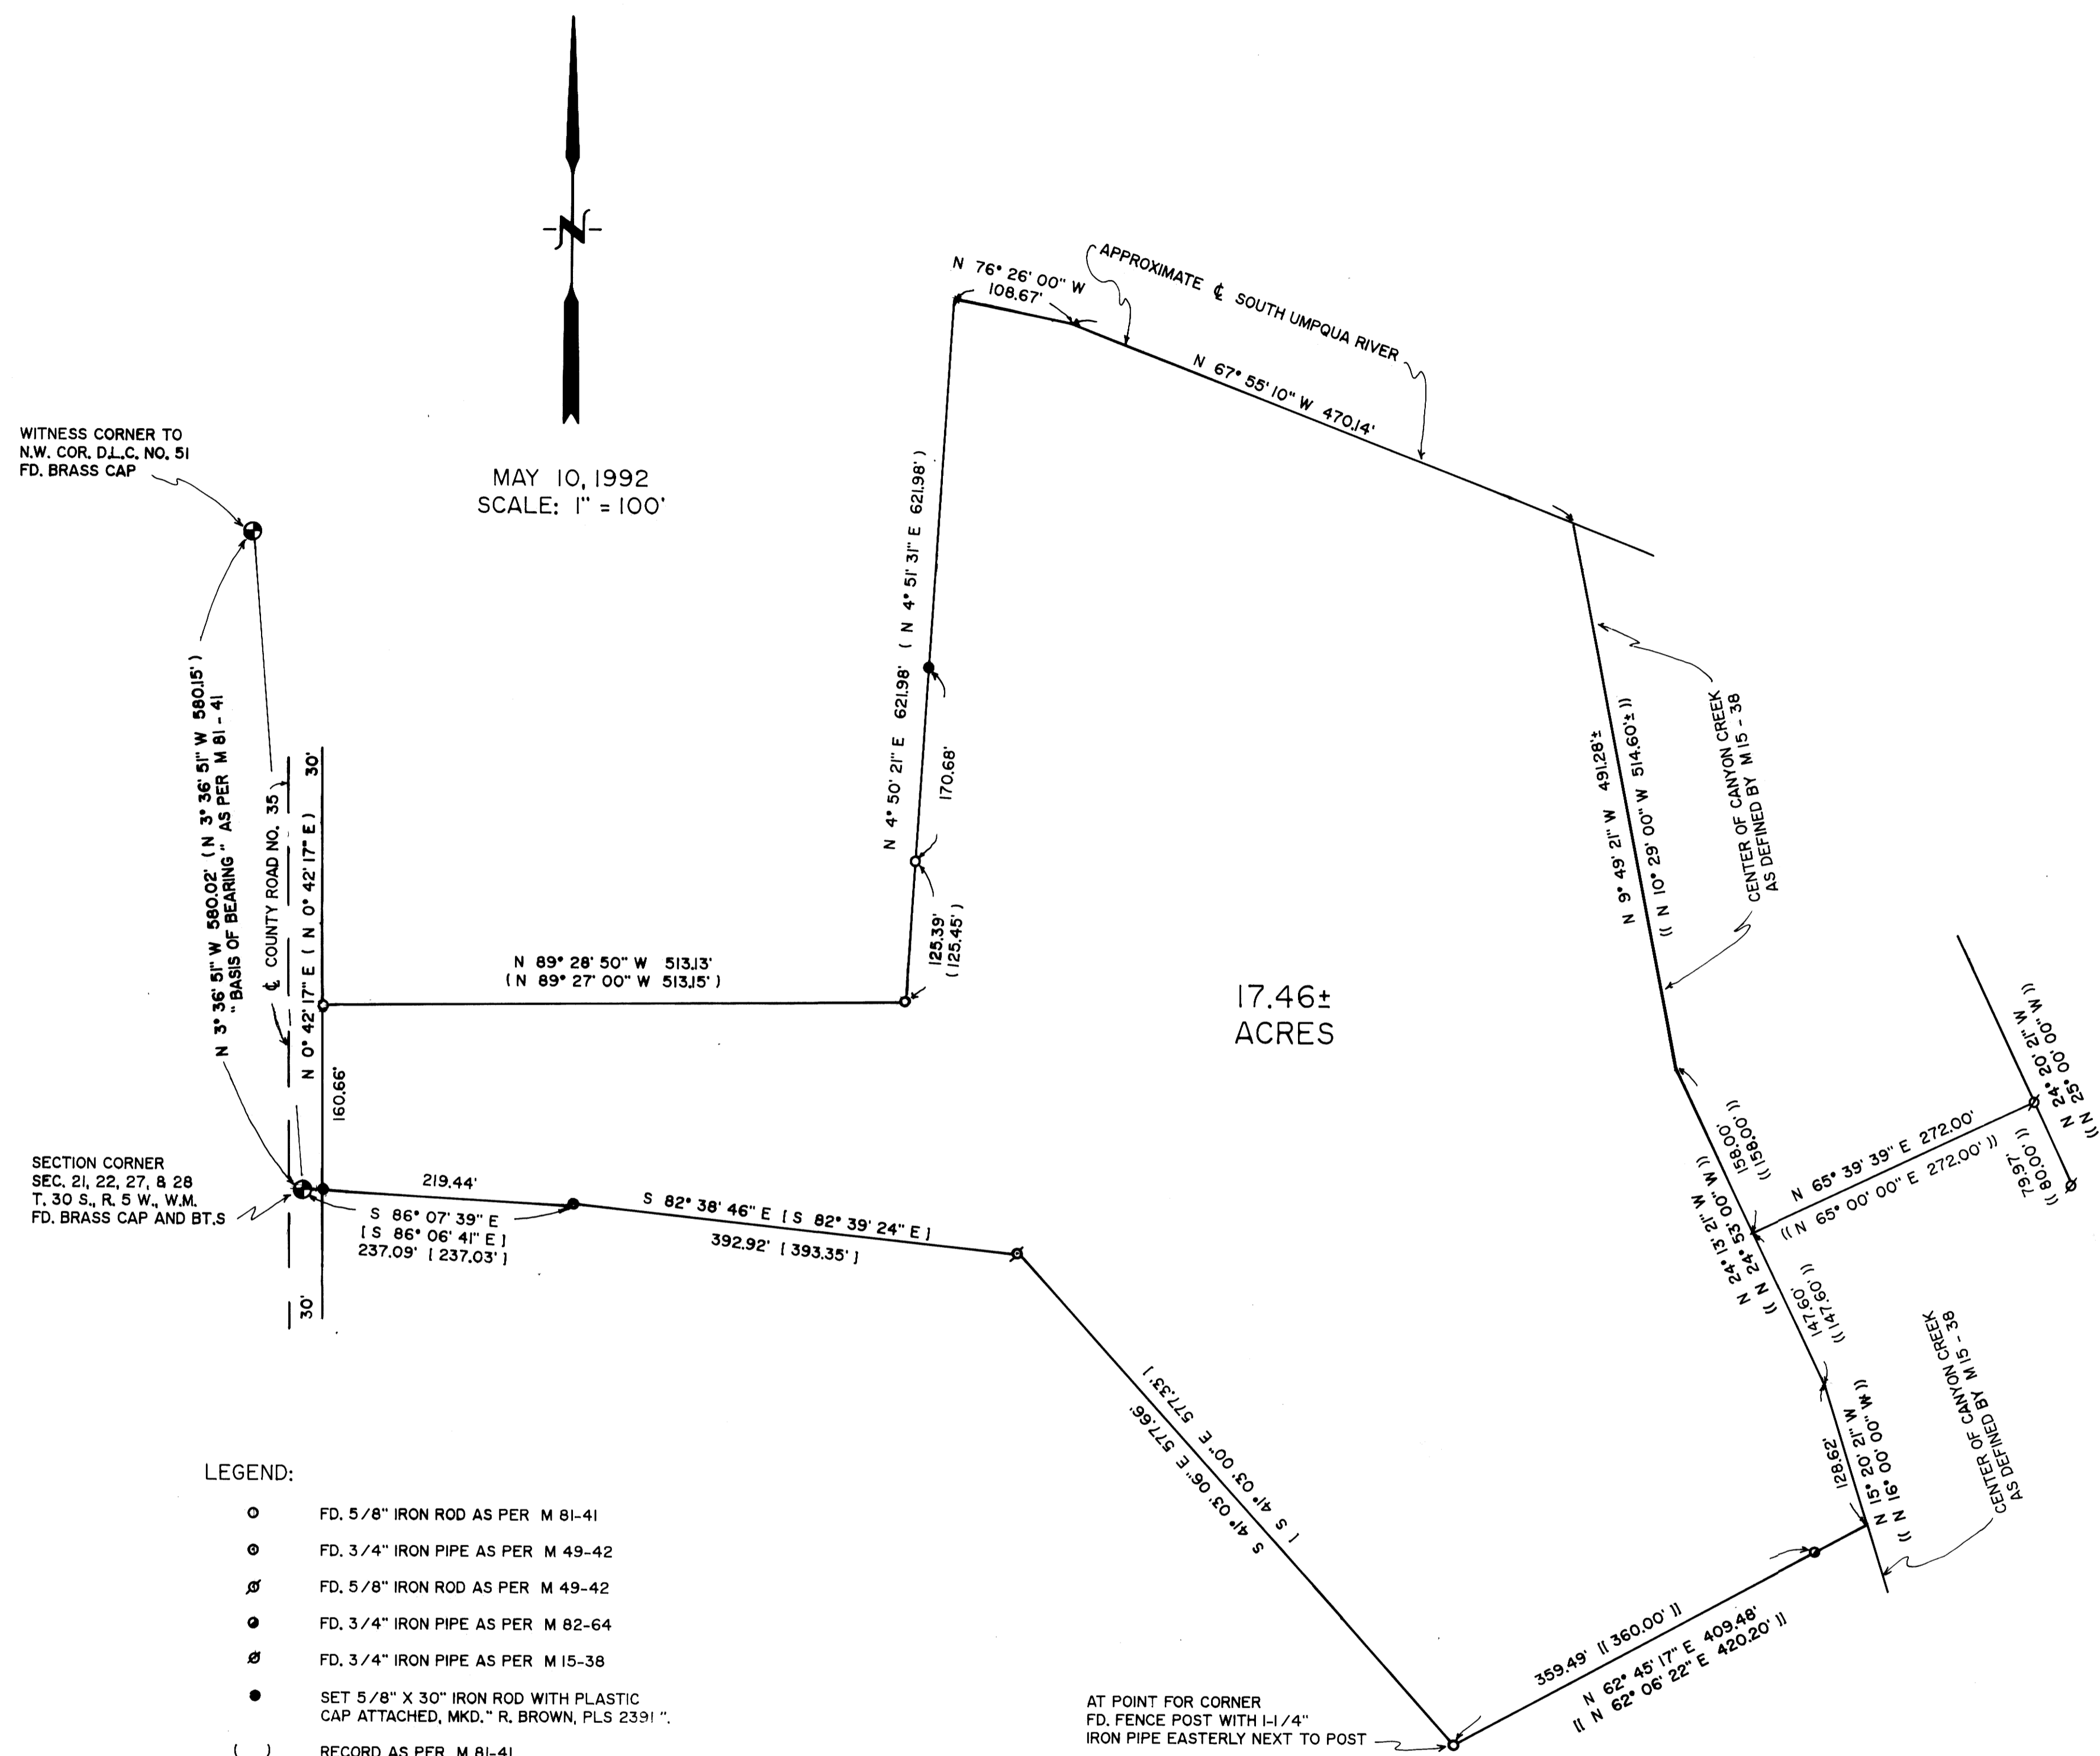 N
MAY 10, 1992
SCALE: 1" = 100'
WITNESS CORNER TO
N.W. COR. D.L.C. NO. 51
FD. BRASS CAP
N 76° 26' 00" W
108.67'
APPROXIMATE ℄ SOUTH UMPQUA RIVER
N 67° 55' 10" W 470.14'
N 4° 50' 21" E 621.98' ( N 4° 51' 31" E 621.98' )
170.68'
125.39'
( 125.45' )
N 3° 36' 51" W 580.02' ( N 3° 36' 51" W 580.15' )
" BASIS OF BEARING " AS PER M 81 - 41
℄ COUNTY ROAD NO. 35
N 0° 42' 17" E ( N 0° 42' 17" E )
30'
160.66'
30'
N 89° 28' 50" W 513.13'
( N 89° 27' 00" W 513.15' )
17.46±
ACRES
N 9° 49' 21" W 491.28'±
(( N 10° 29' 00" W 514.60'± ))
CENTER OF CANYON CREEK
AS DEFINED BY M 15 - 38
SECTION CORNER
SEC. 21, 22, 27, & 28
T. 30 S., R. 5 W., W.M.
FD. BRASS CAP AND BT.S
219.44'
S 86° 07' 39" E
[ S 86° 06' 41" E ]
237.09' [ 237.03' ]
S 82° 38' 46" E [ S 82° 39' 24" E ]
392.92' [ 393.35' ]
158.00'
(( 158.00' ))
N 24° 13' 21" W
(( N 24° 53' 00" W ))
147.60'
(( 147.60' ))
N 65° 39' 39" E 272.00'
(( N 65° 00' 00" E 272.00' ))
N 24° 20' 21" W
(( N 25° 00' 00" W ))
79.97'
(( 80.00' ))
128.62'
N 15° 20' 21" W
(( N 16° 00' 00" W ))
CENTER OF CANYON CREEK
AS DEFINED BY M 15 - 38
S 41° 03' 06" E 577.66'
[ S 41° 03' 00" E 577.33' ]
359.49' [[ 360.00' ]]
N 62° 45' 17" E 409.48'
[[ N 62° 06' 22" E 420.20' ]]
AT POINT FOR CORNER
FD. FENCE POST WITH 1-1/4"
IRON PIPE EASTERLY NEXT TO POST
LEGEND:
FD. 5/8" IRON ROD AS PER M 81-41
FD. 3/4" IRON PIPE AS PER M 49-42
FD. 5/8" IRON ROD AS PER M 49-42
FD. 3/4" IRON PIPE AS PER M 82-64
FD. 3/4" IRON PIPE AS PER M 15-38
SET 5/8" X 30" IRON ROD WITH PLASTIC
CAP ATTACHED, MKD. " R. BROWN, PLS 2391 ".
( ) RECORD AS PER M 81-41